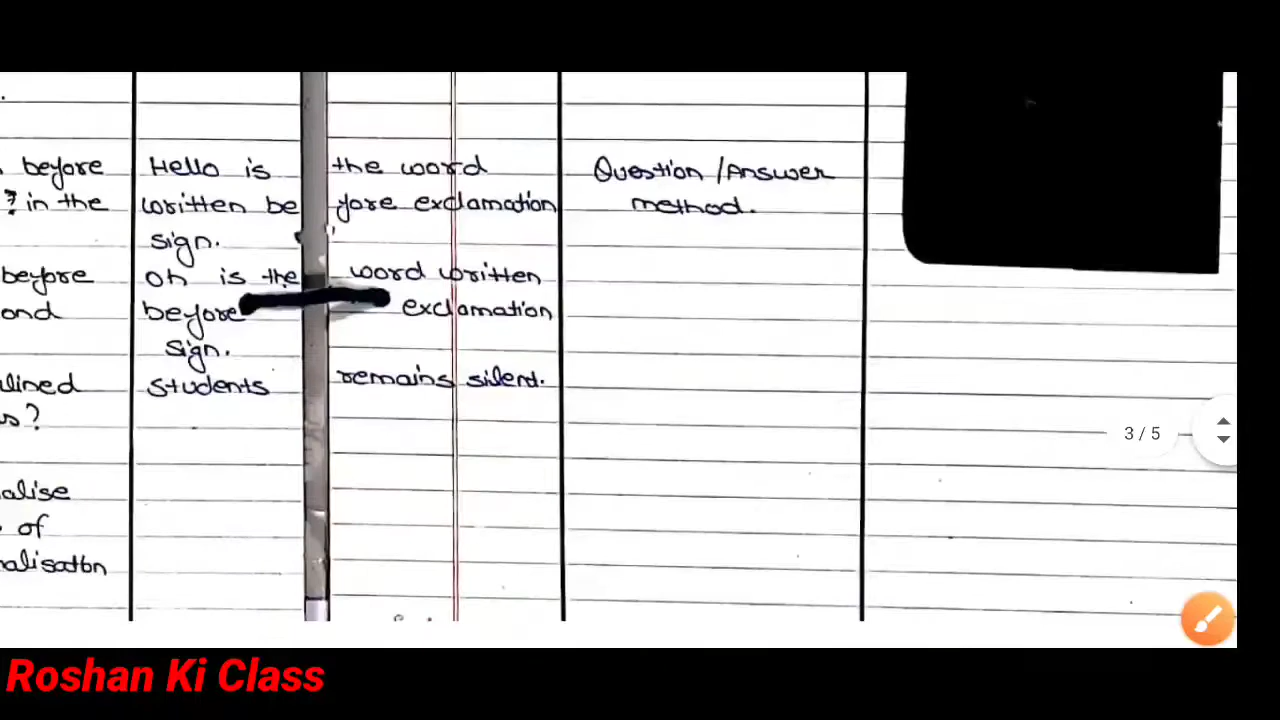 before Hello is the word Question / Answer
? in the written be fore exclamation method.
sign.
before oh is the word written
ond before exclamation
sign.
lined students remains silent.
s?
alise
of
alisation
3 / 5
Roshan Ki Class